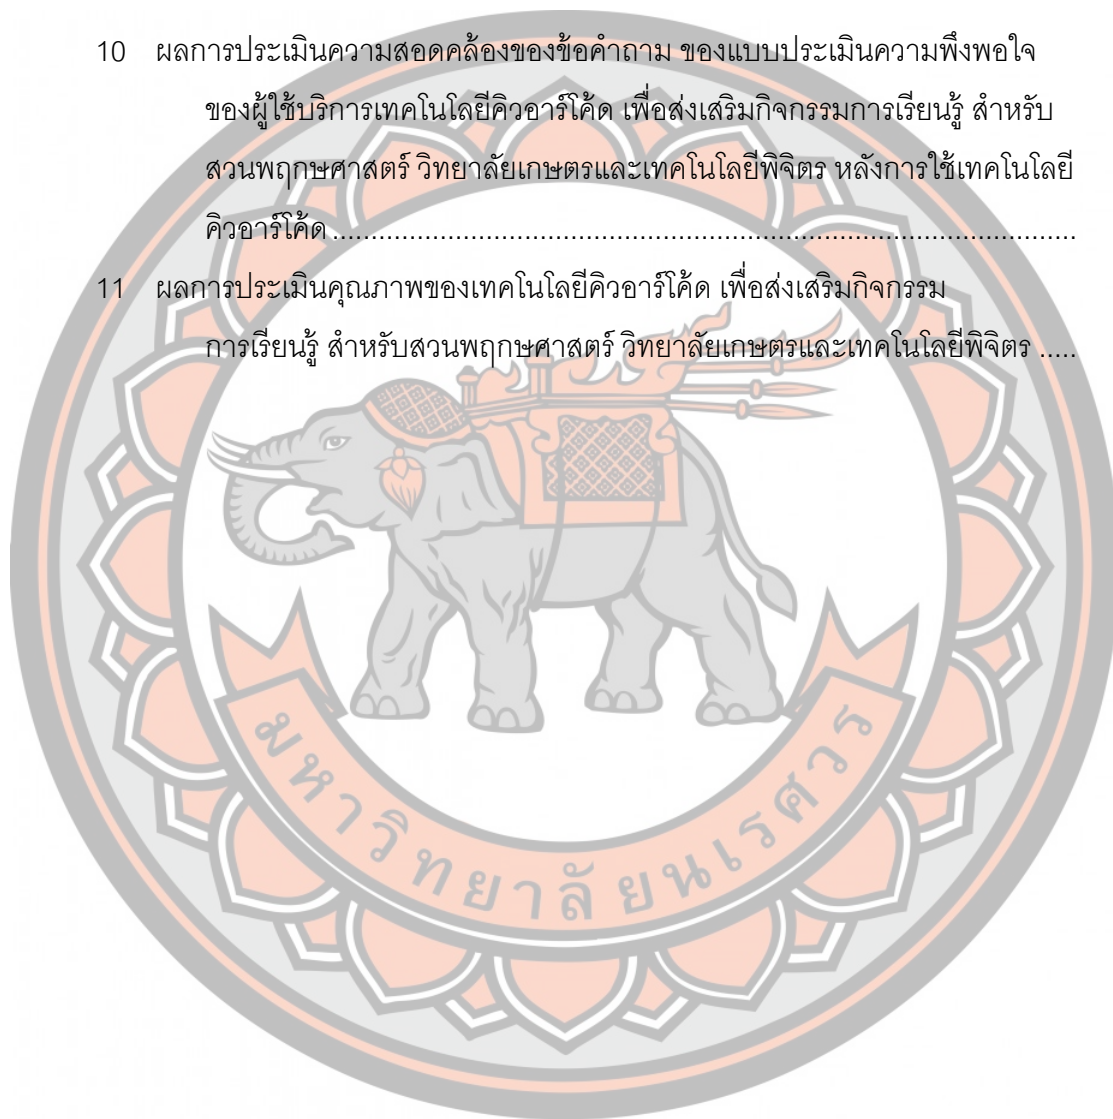 10 ผลการประเมินความสอดคล้องของข้อคำถาม ของแบบประเมินความพึงพอใจ
ของผู้ใช้บริการเทคโนโลยีคิวอาร์โค้ด เพื่อส่งเสริมกิจกรรมการเรียนรู้ สำหรับ
สวนพฤกษศาสตร์ วิทยาลัยเกษตรและเทคโนโลยีพิจิตร หลังการใช้เทคโนโลยี
คิวอาร์โค้ด ....................................................................................................
11 ผลการประเมินคุณภาพของเทคโนโลยีคิวอาร์โค้ด เพื่อส่งเสริมกิจกรรม
การเรียนรู้ สำหรับสวนพฤกษศาสตร์ วิทยาลัยเกษตรและเทคโนโลยีพิจิตร .....
มหาวิทยาลัยนเรศวร